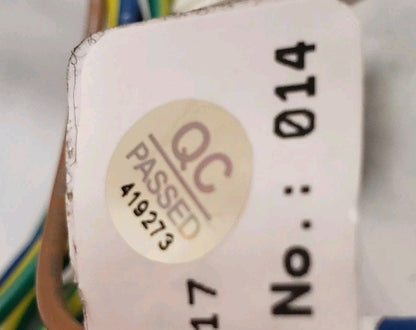 QC
PASSED
419273
17
No.: 014